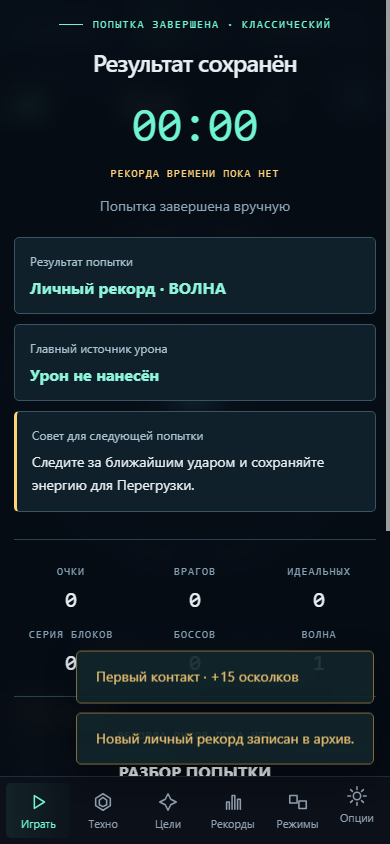 ПОПЫТКА ЗАВЕРШЕНА · КЛАССИЧЕСКИЙ
Результат сохранён
00:00
РЕКОРДА ВРЕМЕНИ ПОКА НЕТ
Попытка завершена вручную
Результат попытки
Личный рекорд · ВОЛНА
Главный источник урона
Урон не нанесён
Совет для следующей попытки
Следите за ближайшим ударом и сохраняйте
энергию для Перегрузки.
ОЧКИ ВРАГОВ ИДЕАЛЬНЫХ
0 0 0
СЕРИЯ БЛОКОВ БОССОВ ВОЛНА
0 0 1
Первый контакт · +15 осколков
Новый личный рекорд записан в архив.
РАЗБОР ПОПЫТКИ
Играть Техно Цели Рекорды Режимы Опции